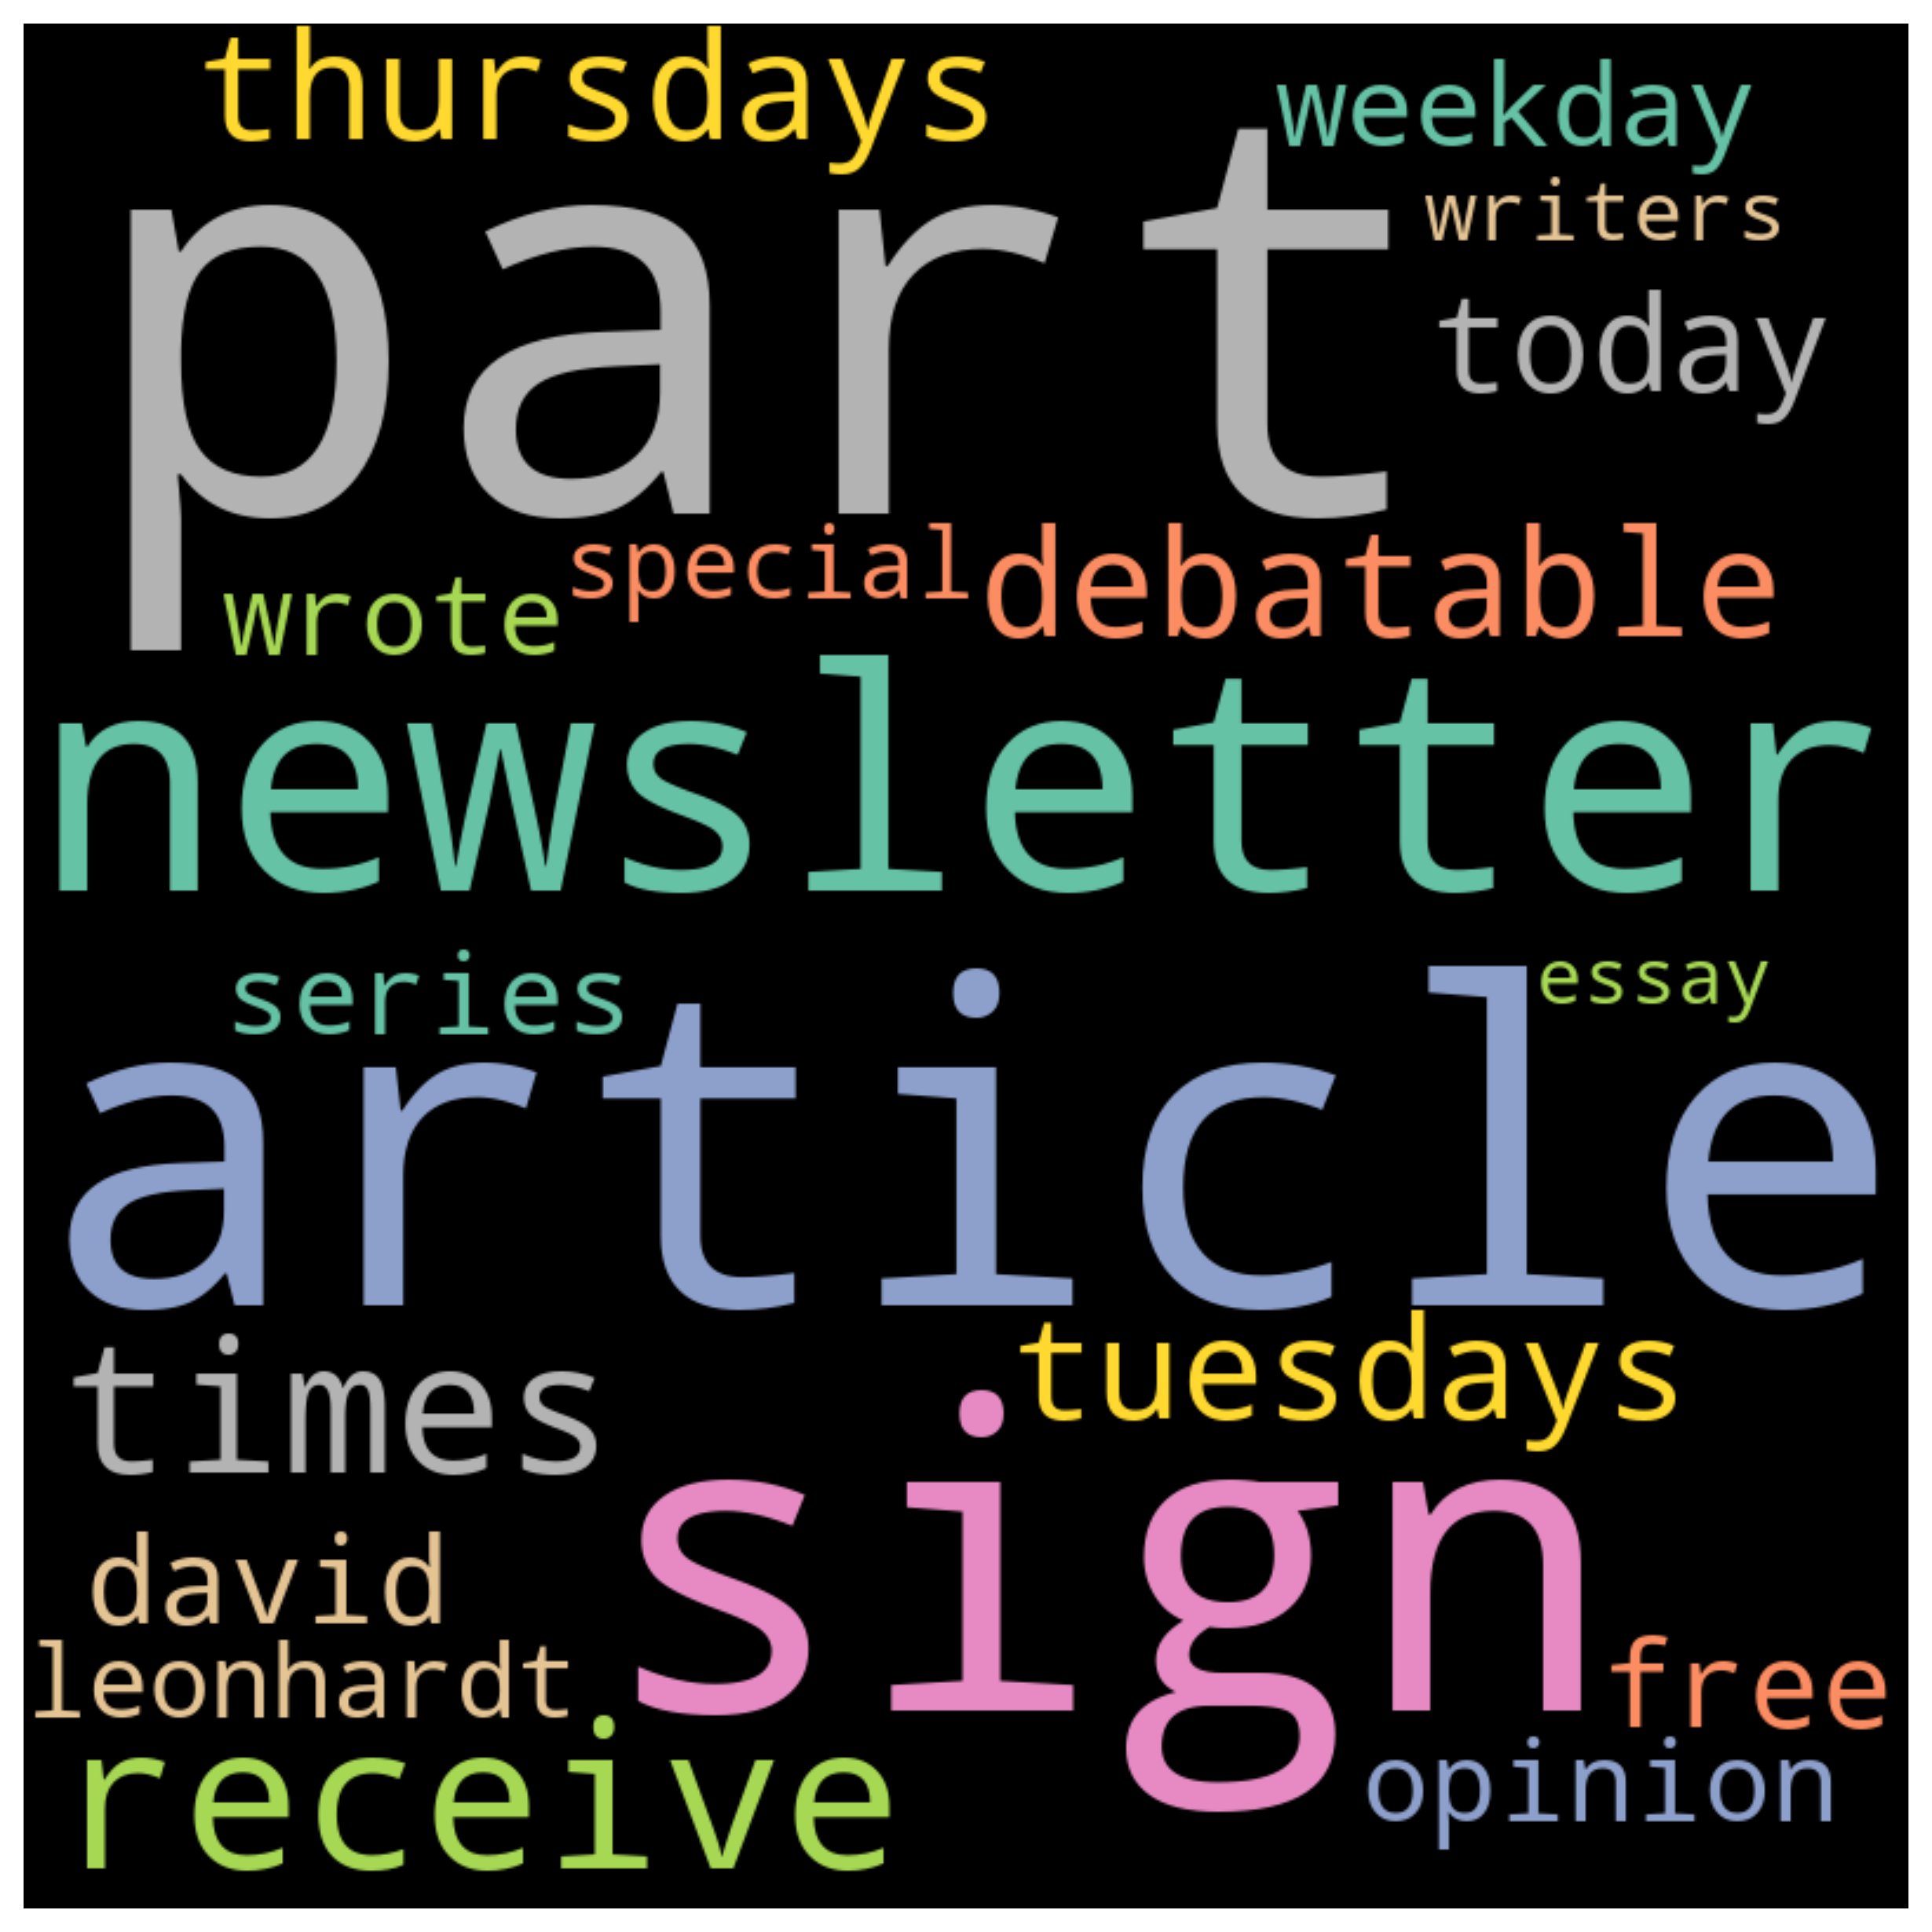 thursdays
weekday
part
writers
today
special
debatable
wrote
newsletter
series
essay
article
times
tuesdays
sign
david
leonhardt
free
receive
opinion